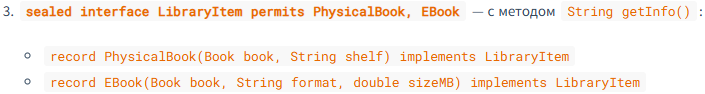 3. sealed interface LibraryItem permits PhysicalBook, EBook — с методом String getInfo() :
record PhysicalBook(Book book, String shelf) implements LibraryItem
record EBook(Book book, String format, double sizeMB) implements LibraryItem